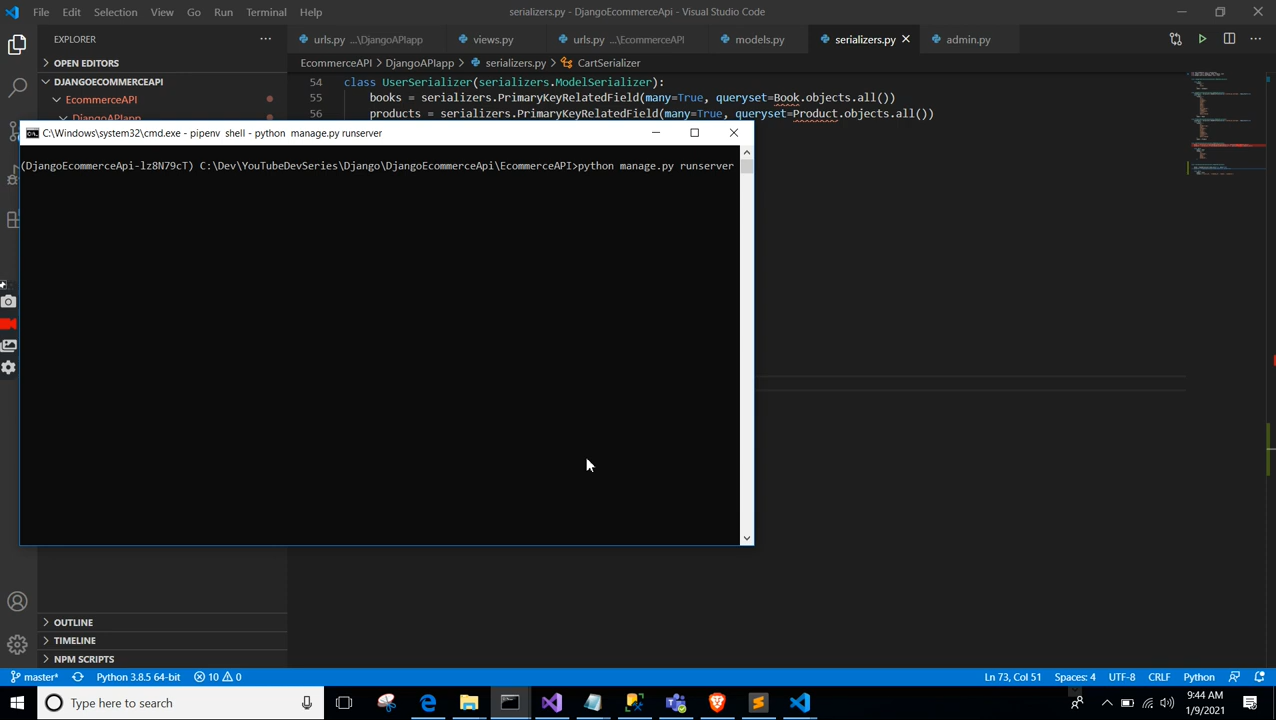 File Edit Selection View Go Run Terminal Help
serializers.py - DjangoEcommerceApi - Visual Studio Code
EXPLORER
urls.py ...\DjangoAPIapp
views.py
urls.py ...\EcommerceAPI
models.py
serializers.py
admin.py
OPEN EDITORS
DJANGOECOMMERCEAPI
EcommerceAPI
DjangoAPIapp
EcommerceAPI > DjangoAPIapp > serializers.py > CartSerializer
54 class UserSerializer(serializers.ModelSerializer):
55 books = serializers.PrimaryKeyRelatedField(many=True, queryset=Book.objects.all())
56 products = serializers.PrimaryKeyRelatedField(many=True, queryset=Product.objects.all())
C:\Windows\system32\cmd.exe - pipenv shell - python manage.py runserver
(DjangoEcommerceApi-lz8N79cT) C:\Dev\YouTubeDevSeries\Django\DjangoEcommerceApi\EcommerceAPI>python manage.py runserver
OUTLINE
TIMELINE
NPM SCRIPTS
master* Python 3.8.5 64-bit 10 0
Ln 73, Col 51 Spaces: 4 UTF-8 CRLF Python
Type here to search
9:44 AM
1/9/2021